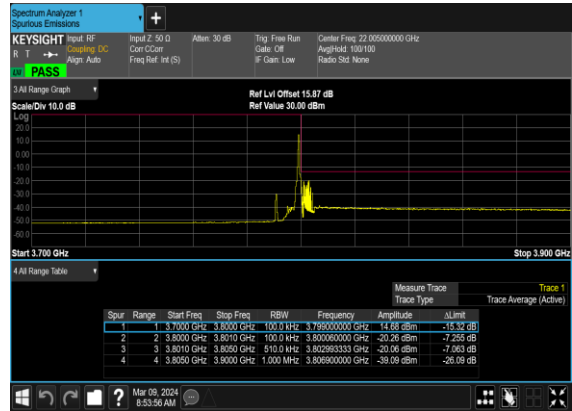 Spectrum Analyzer 1
Spurious Emissions
+
KEYSIGHT Input: RF Input Z: 50 Ω Atten: 30 dB Trig: Free Run Center Freq: 22.005000000 GHz
R T Coupling: DC Corr CCorr Gate: Off Avg|Hold: 100/100
Align: Auto Freq Ref: Int (S) IF Gain: Low Radio Std: None
PASS
3 All Range Graph
Ref Lvl Offset 15.87 dB
Scale/Div 10.0 dB Ref Value 30.00 dBm
Log
20.0
10.0
0.00
-10.0
-20.0
-30.0
-40.0
-50.0
-60.0
Start 3.700 GHz Stop 3.900 GHz
4 All Range Table
Measure Trace Trace 1
Trace Type Trace Average (Active)
Spur Range Start Freq Stop Freq RBW Frequency Amplitude ΔLimit
1 1 3.7000 GHz 3.8000 GHz 100.0 kHz 3.799000000 GHz 14.68 dBm -15.32 dB
2 2 3.8000 GHz 3.8010 GHz 100.0 kHz 3.800060000 GHz -20.26 dBm -7.255 dB
3 3 3.8010 GHz 3.8050 GHz 510.0 kHz 3.802993333 GHz -20.06 dBm -7.063 dB
4 4 3.8050 GHz 3.9000 GHz 1.000 MHz 3.806900000 GHz -39.09 dBm -26.09 dB
? Mar 09, 2024
8:53:56 AM